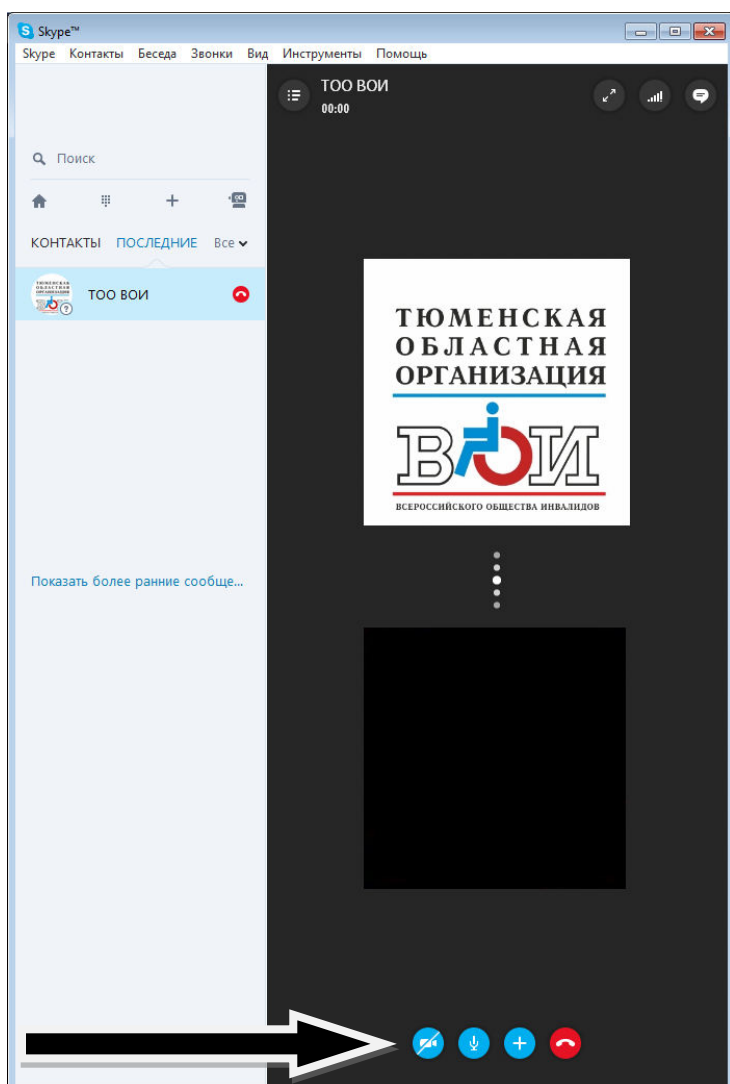 Skype™
Skype Контакты Беседа Звонки Вид Инструменты Помощь
ТОО ВОИ
00:00
Поиск
КОНТАКТЫ ПОСЛЕДНИЕ Все
ТОО ВОИ
ТЮМЕНСКАЯ
ОБЛАСТНАЯ
ОРГАНИЗАЦИЯ
ВОИ
ВСЕРОССИЙСКОГО ОБЩЕСТВА ИНВАЛИДОВ
Показать более ранние сообще...